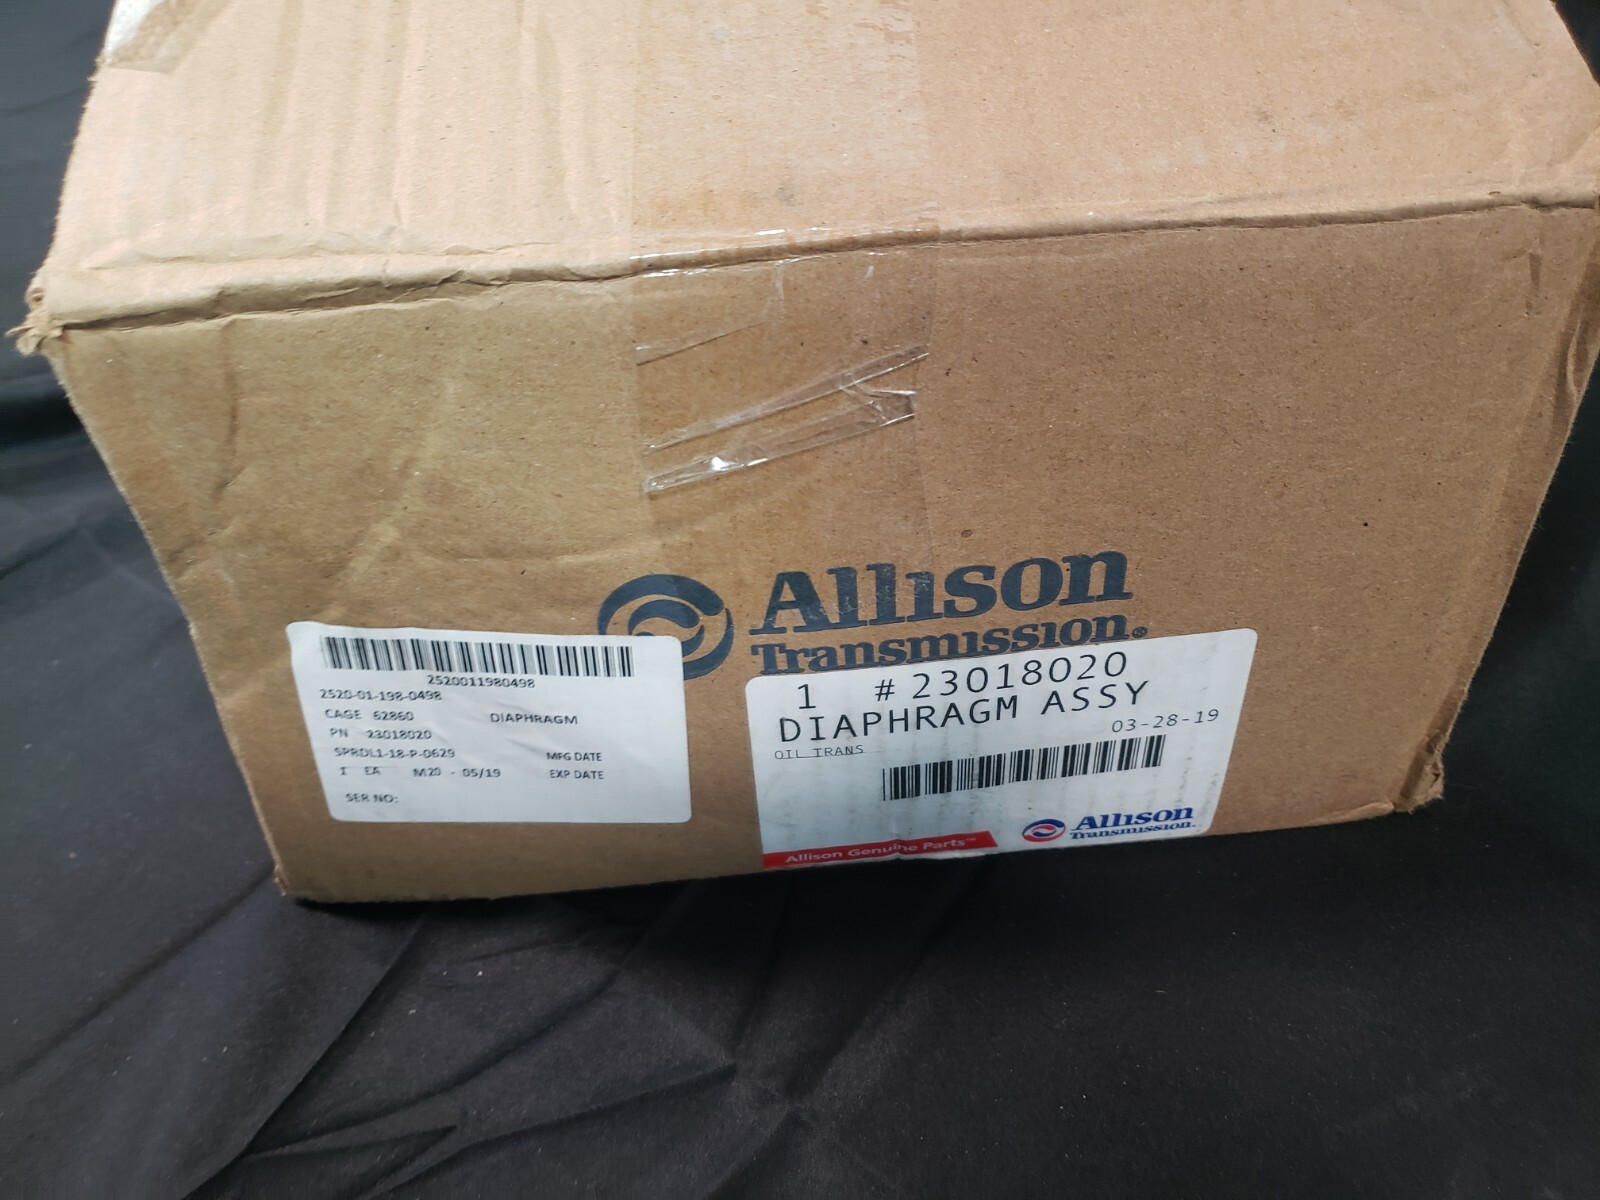 Allison
Transmission®
2520011980498
2520-01-198-0498
CAGE 62860 DIAPHRAGM
PN 23018020
SPRDL1-18-P-0629 MFG DATE
1 EA M20 - 05/19 EXP DATE
SER NO:
1 #23018020
DIAPHRAGM ASSY
03-28-19
OIL TRANS
Allison Genuine Parts™
Allison
Transmission